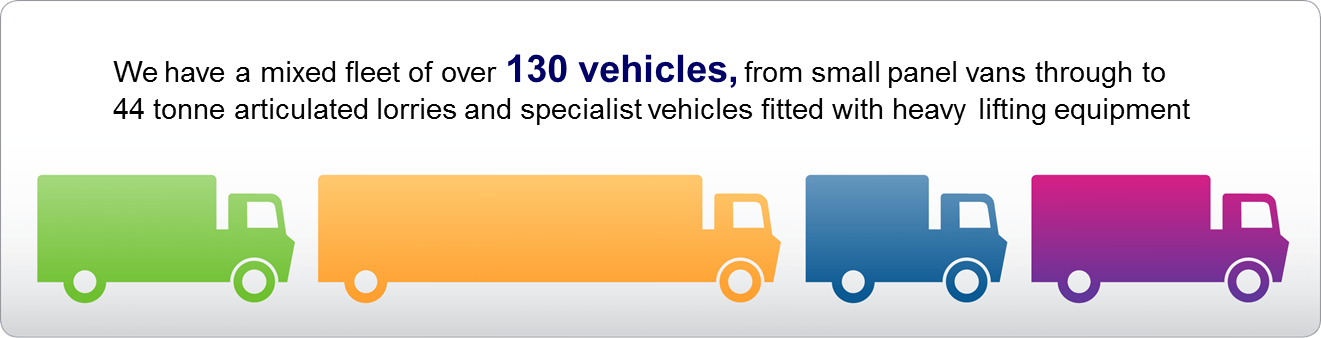 We have a mixed fleet of over 130 vehicles, from small panel vans through to
44 tonne articulated lorries and specialist vehicles fitted with heavy lifting equipment